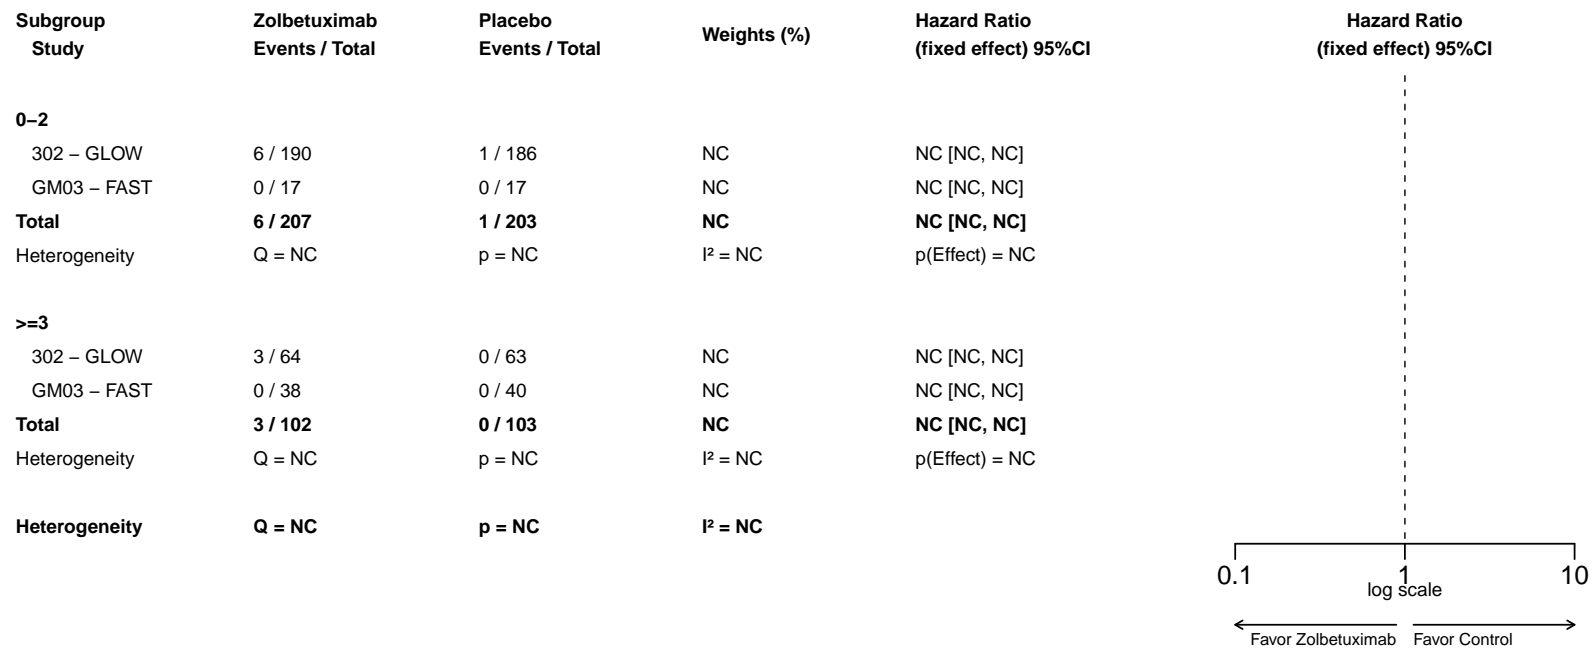 Subgroup Zolbetuximab Placebo Weights (%) Hazard Ratio Hazard Ratio
Study Events / Total Events / Total (fixed effect) 95%CI (fixed effect) 95%CI
0−2
302 − GLOW 6 / 190 1 / 186 NC NC [NC, NC]
GM03 − FAST 0 / 17 0 / 17 NC NC [NC, NC]
Total 6 / 207 1 / 203 NC NC [NC, NC]
Heterogeneity Q = NC p = NC I² = NC p(Effect) = NC
>=3
302 − GLOW 3 / 64 0 / 63 NC NC [NC, NC]
GM03 − FAST 0 / 38 0 / 40 NC NC [NC, NC]
Total 3 / 102 0 / 103 NC NC [NC, NC]
Heterogeneity Q = NC p = NC I² = NC p(Effect) = NC
Heterogeneity Q = NC p = NC I² = NC
0.1 1 10
log scale
Favor Zolbetuximab Favor Control